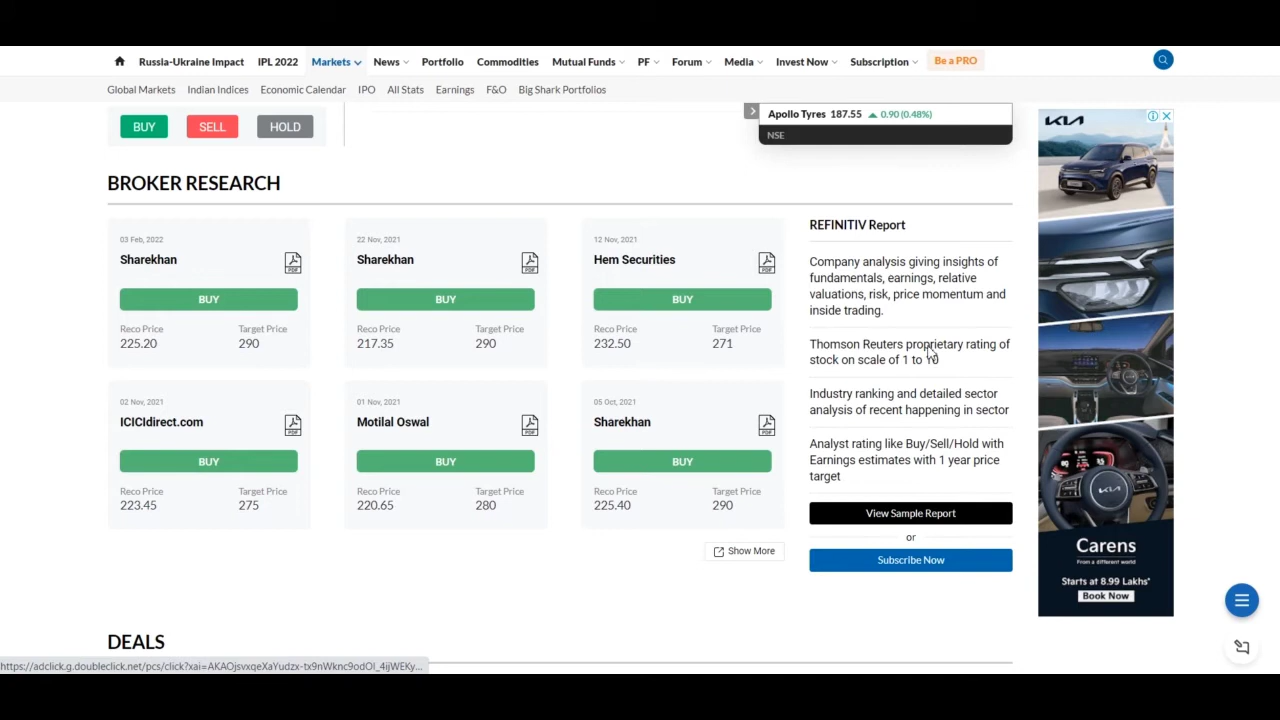 Russia-Ukraine Impact IPL 2022 Markets News Portfolio Commodities Mutual Funds PF Forum Media Invest Now Subscription Be a PRO
Global Markets Indian Indices Economic Calendar IPO All Stats Earnings F&O Big Shark Portfolios
BUY SELL HOLD
Apollo Tyres 187.55 0.90 (0.48%)
NSE
BROKER RESEARCH
03 Feb, 2022
Sharekhan
PDF
BUY
Reco Price Target Price
225.20 290
22 Nov, 2021
Sharekhan
PDF
BUY
Reco Price Target Price
217.35 290
12 Nov, 2021
Hem Securities
PDF
BUY
Reco Price Target Price
232.50 271
02 Nov, 2021
ICICIdirect.com
PDF
BUY
Reco Price Target Price
223.45 275
01 Nov, 2021
Motilal Oswal
PDF
BUY
Reco Price Target Price
220.65 280
05 Oct, 2021
Sharekhan
PDF
BUY
Reco Price Target Price
225.40 290
Show More
REFINITIV Report
Company analysis giving insights of
fundamentals, earnings, relative
valuations, risk, price momentum and
inside trading.
Thomson Reuters proprietary rating of
stock on scale of 1 to 10
Industry ranking and detailed sector
analysis of recent happening in sector
Analyst rating like Buy/Sell/Hold with
Earnings estimates with 1 year price
target
View Sample Report
or
Subscribe Now
KIA
Carens
From a different world
Starts at 8.99 Lakhs*
Book Now
DEALS